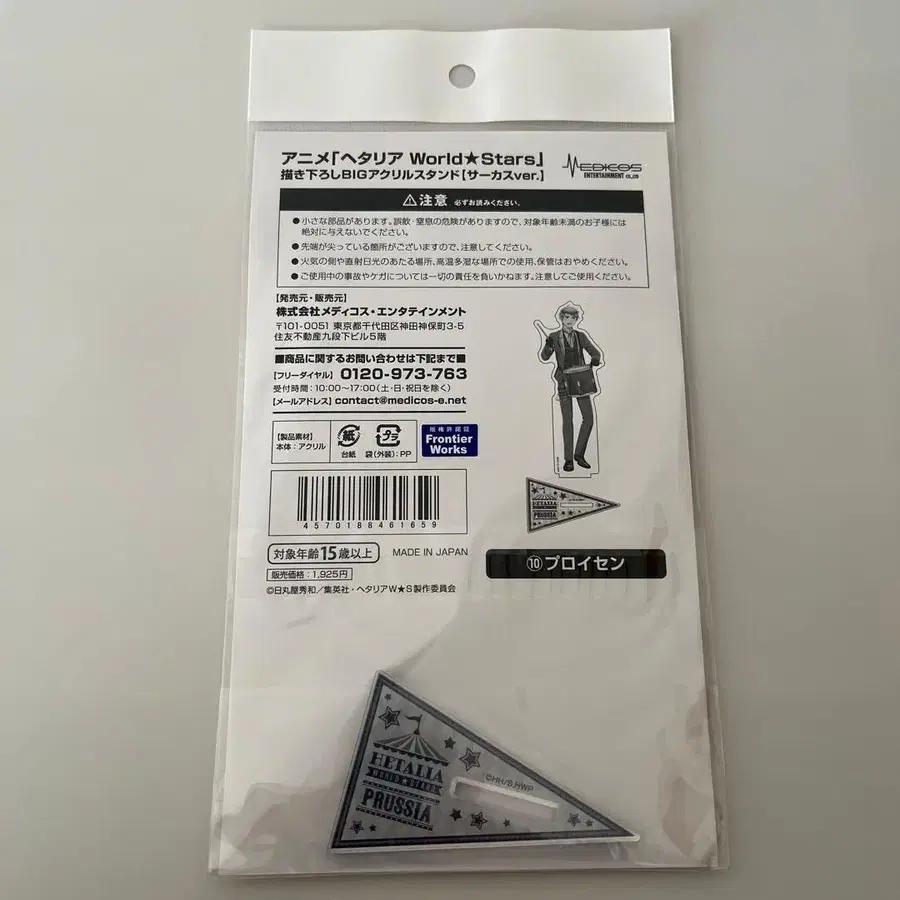 アニメ「ヘタリア World★Stars」
描き下ろしBIGアクリルスタンド【サーカスver.】
MEDICOS
ENTERTAINMENT CO.,LTD
⚠注意 必ずお読みください。
●小さな部品があります。誤飲・窒息の危険がありますので、対象年齢未満のお子様には
絶対に与えないでください。
●先端が尖っている箇所がございますので、注意してください。
●火気の側や直射日光のあたる場所、高温多湿な場所での使用、保管はおやめください。
●ご使用中の事故やケガについては一切の責任を負いかねます。注意してご使用ください。
【発売元・販売元】
株式会社メディコス・エンタテインメント
〒101-0051 東京都千代田区神田神保町3-5
住友不動産九段下ビル5階
■商品に関するお問い合わせは下記まで■
【フリーダイヤル】 0120-973-763
受付時間：10:00～17:00（土・日・祝日を除く）
【メールアドレス】 contact@medicos-e.net
【製品素材】
本体：アクリル
紙
台紙
プラ
袋（外装）：PP
版権許諾証
Frontier
Works
4570188461659
対象年齢15歳以上
MADE IN JAPAN
販売価格：1,925円
©日丸屋秀和／集英社・ヘタリアW★S製作委員会
HETALIA
PRUSSIA
⑩プロイセン
HETALIA
WORLD★STARS
PRUSSIA
©HH/S,HWP